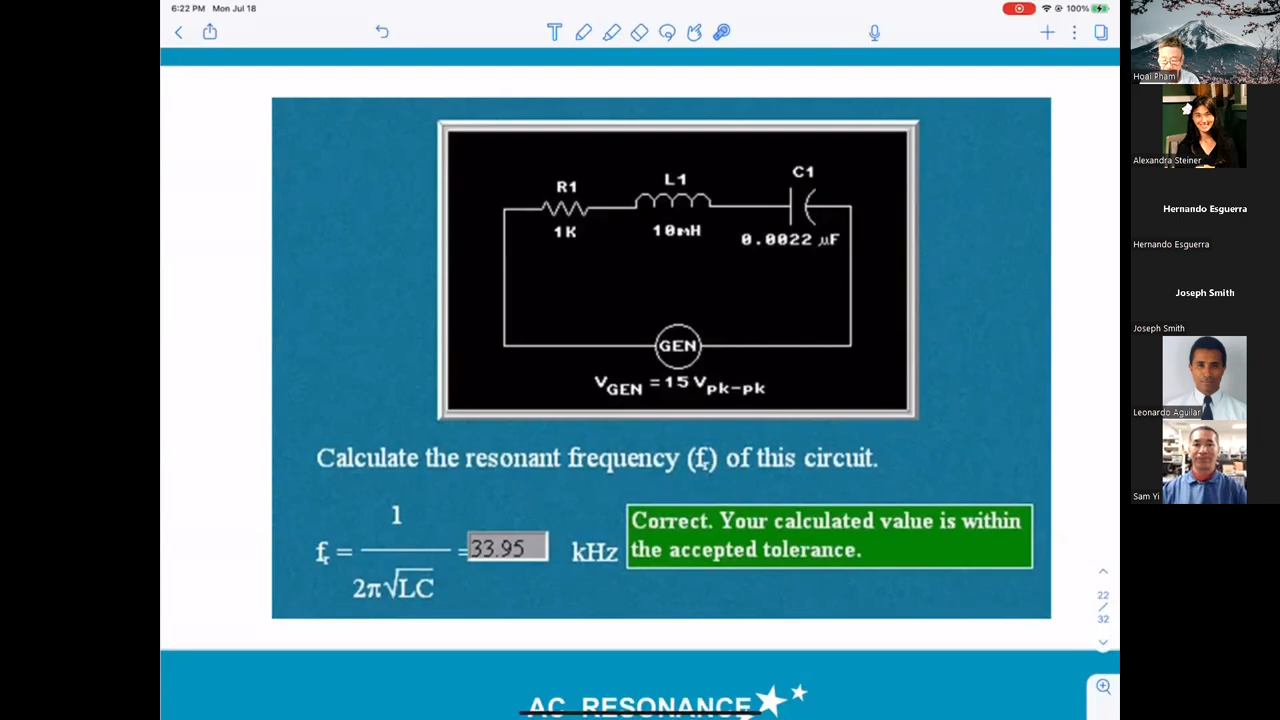 6:22 PM Mon Jul 18
100%
T
R1
1K
L1
10mH
C1
0.0022 µF
GEN
VGEN = 15 Vpk-pk
Calculate the resonant frequency (fr) of this circuit.
fr = 1 / 2π√LC = 33.95 kHz
Correct. Your calculated value is within
the accepted tolerance.
22
/
32
AC RESONANCE
Hoai Pham
Alexandra Steiner
Hernando Esguerra
Hernando Esguerra
Joseph Smith
Joseph Smith
Leonardo Aguilar
Sam Yi